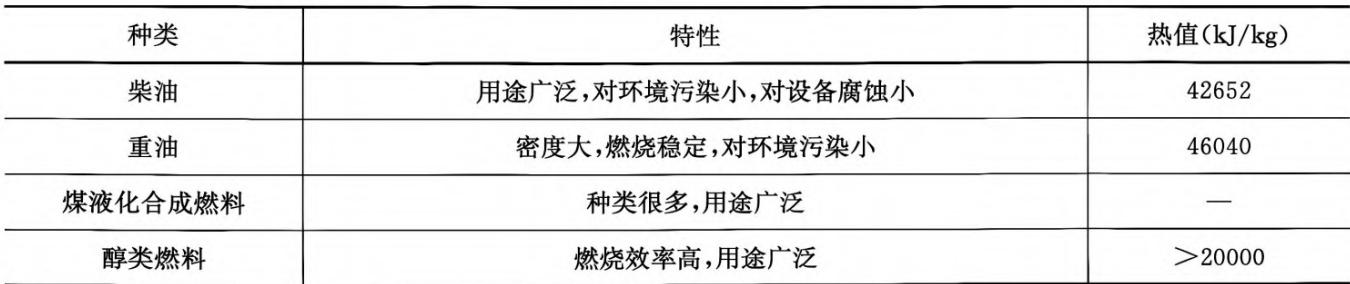 种类 特性 热值(kJ/kg)
柴油 用途广泛,对环境污染小,对设备腐蚀小 42652
重油 密度大,燃烧稳定,对环境污染小 46040
煤液化合成燃料 种类很多,用途广泛 —
醇类燃料 燃烧效率高,用途广泛 >20000